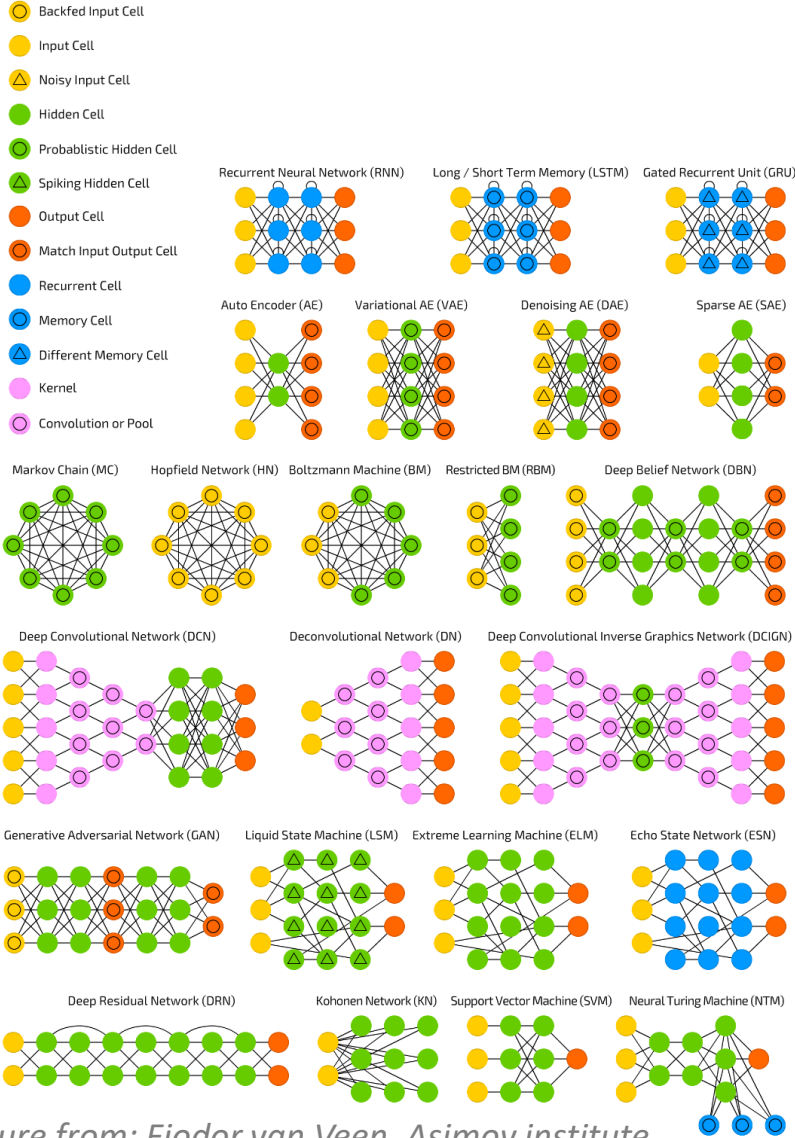 Backfed Input Cell
Input Cell
Noisy Input Cell
Hidden Cell
Probablistic Hidden Cell
Spiking Hidden Cell
Output Cell
Match Input Output Cell
Recurrent Cell
Memory Cell
Different Memory Cell
Kernel
Convolution or Pool
Recurrent Neural Network (RNN)
Long / Short Term Memory (LSTM)
Gated Recurrent Unit (GRU)
Auto Encoder (AE)
Variational AE (VAE)
Denoising AE (DAE)
Sparse AE (SAE)
Markov Chain (MC)
Hopfield Network (HN)
Boltzmann Machine (BM)
Restricted BM (RBM)
Deep Belief Network (DBN)
Deep Convolutional Network (DCN)
Deconvolutional Network (DN)
Deep Convolutional Inverse Graphics Network (DCIGN)
Generative Adversarial Network (GAN)
Liquid State Machine (LSM)
Extreme Learning Machine (ELM)
Echo State Network (ESN)
Deep Residual Network (DRN)
Kohonen Network (KN)
Support Vector Machine (SVM)
Neural Turing Machine (NTM)
ure from: Fjodor van Veen, Asimov institute